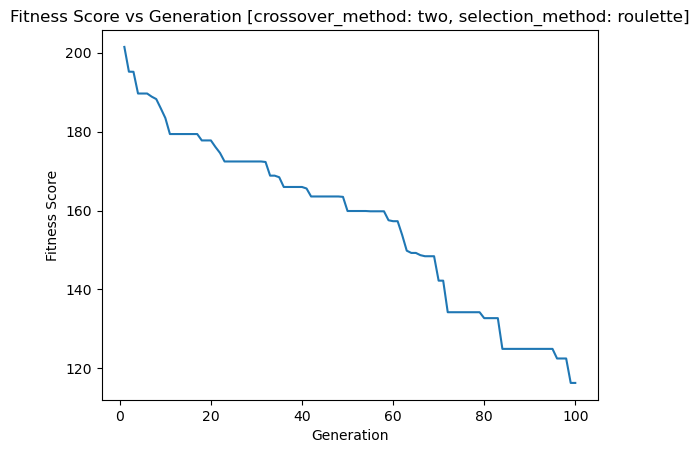 Fitness Score vs Generation [crossover_method: two, selection_method: roulette]
200
180
160
140
120
Fitness Score
0 20 40 60 80 100
Generation